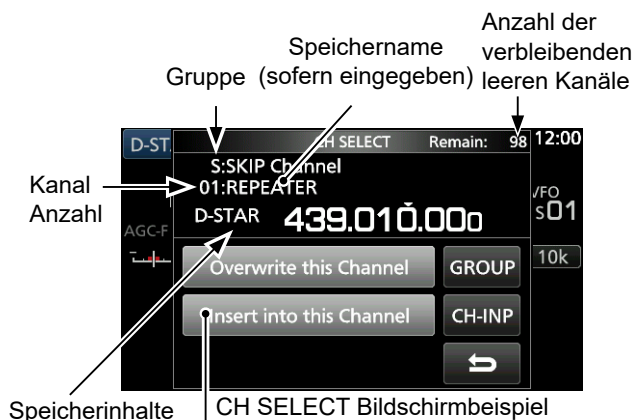 Anzahl der
verbleibenden
leeren Kanäle
Speichername
(sofern eingegeben)
Gruppe
D-ST
CH SELECT Remain: 98 12:00
S:SKIP Channel
Kanal
Anzahl
01:REPEATER
D-STAR 439.010.000
VFO
S01
AGC-F
10k
Overwrite this Channel GROUP
Insert into this Channel CH-INP
Speicherinhalte
CH SELECT Bildschirmbeispiel